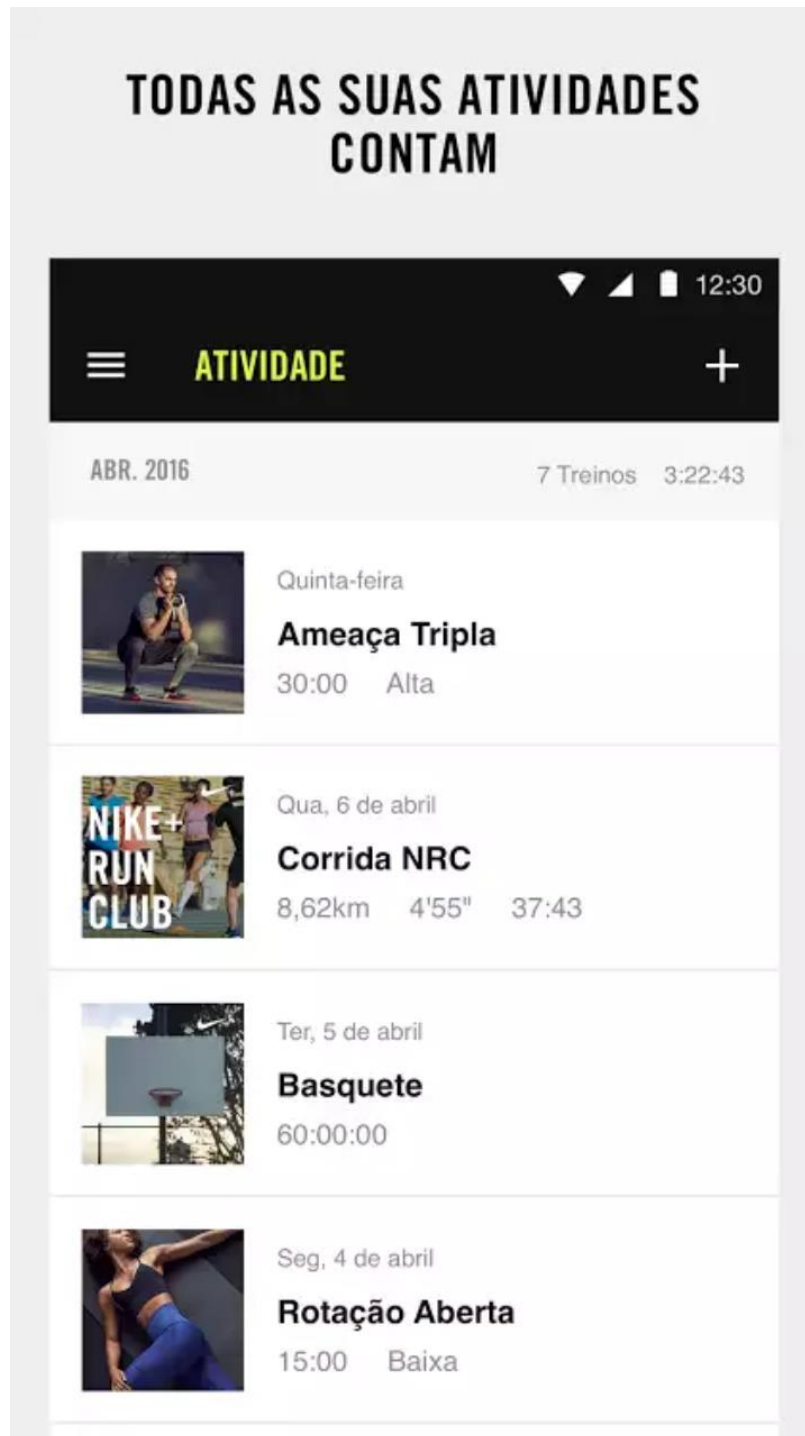 TODAS AS SUAS ATIVIDADES
CONTAM
12:30
ATIVIDADE
ABR. 2016 7 Treinos 3:22:43
Quinta-feira
Ameaça Tripla
30:00 Alta
NIKE+
RUN
CLUB
Qua, 6 de abril
Corrida NRC
8,62km 4'55" 37:43
Ter, 5 de abril
Basquete
60:00:00
Seg, 4 de abril
Rotação Aberta
15:00 Baixa